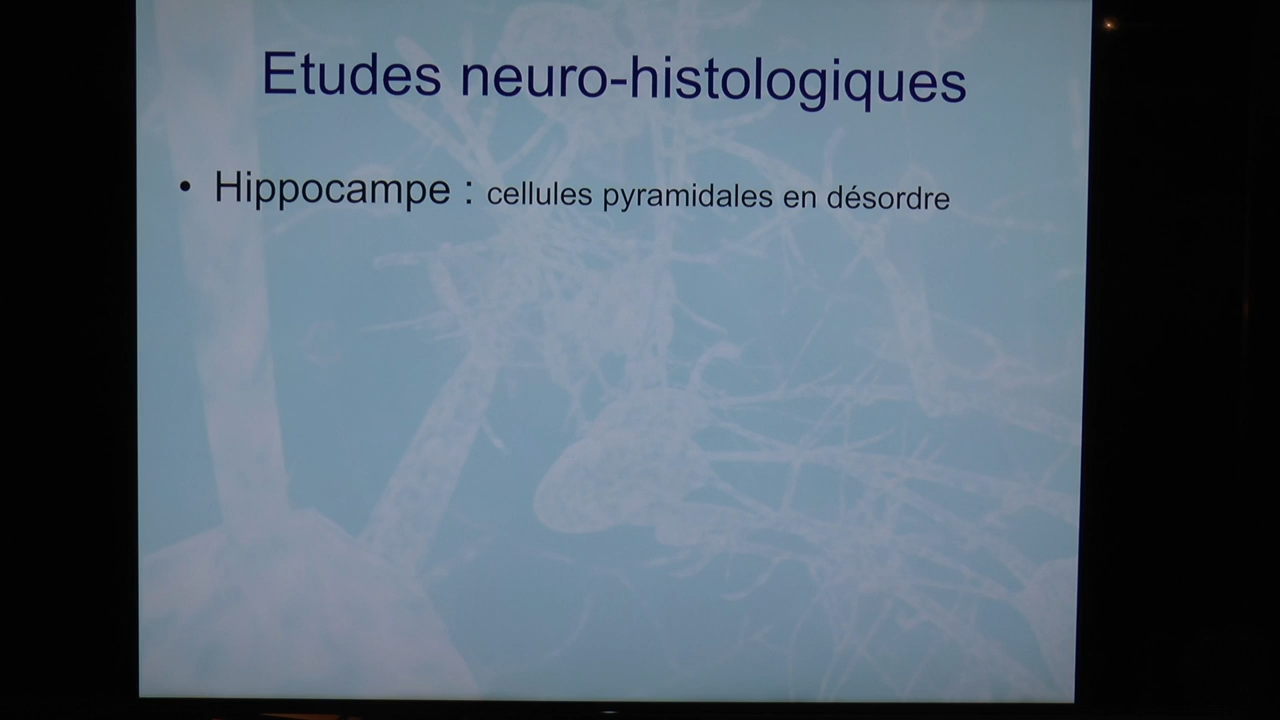 Etudes neuro-histologiques
• Hippocampe : cellules pyramidales en désordre